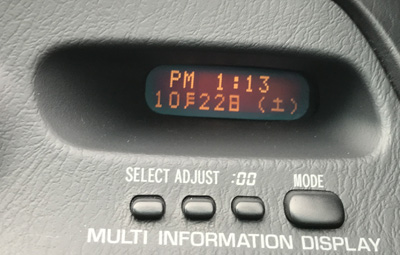 PM 1:13
10月22日 (土)
SELECT ADJUST :00 MODE
MULTI INFORMATION DISPLAY